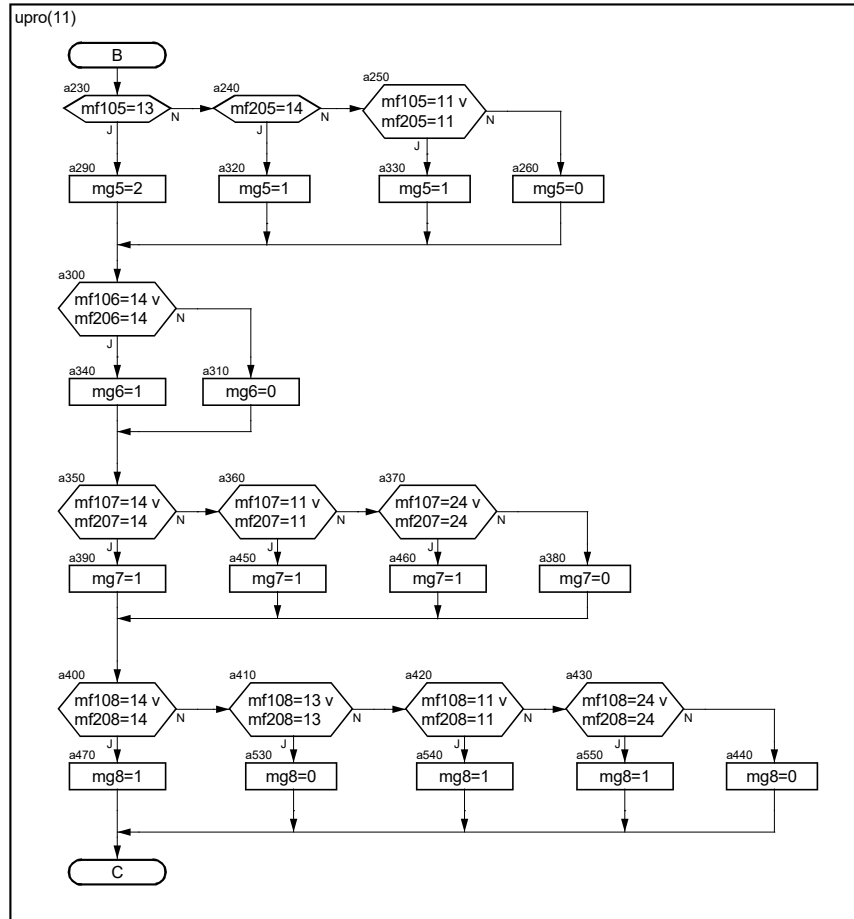 upro(11)
B
a230
mf105=13
N
J
a240
mf205=14
N
J
a250
mf105=11 v
mf205=11
N
J
a290
mg5=2
a320
mg5=1
a330
mg5=1
a260
mg5=0
a300
mf106=14 v
mf206=14
N
J
a340
mg6=1
a310
mg6=0
a350
mf107=14 v
mf207=14
N
J
a360
mf107=11 v
mf207=11
N
J
a370
mf107=24 v
mf207=24
N
J
a390
mg7=1
a450
mg7=1
a460
mg7=1
a380
mg7=0
a400
mf108=14 v
mf208=14
N
J
a410
mf108=13 v
mf208=13
N
J
a420
mf108=11 v
mf208=11
N
J
a430
mf108=24 v
mf208=24
N
J
a470
mg8=1
a530
mg8=0
a540
mg8=1
a550
mg8=1
a440
mg8=0
C